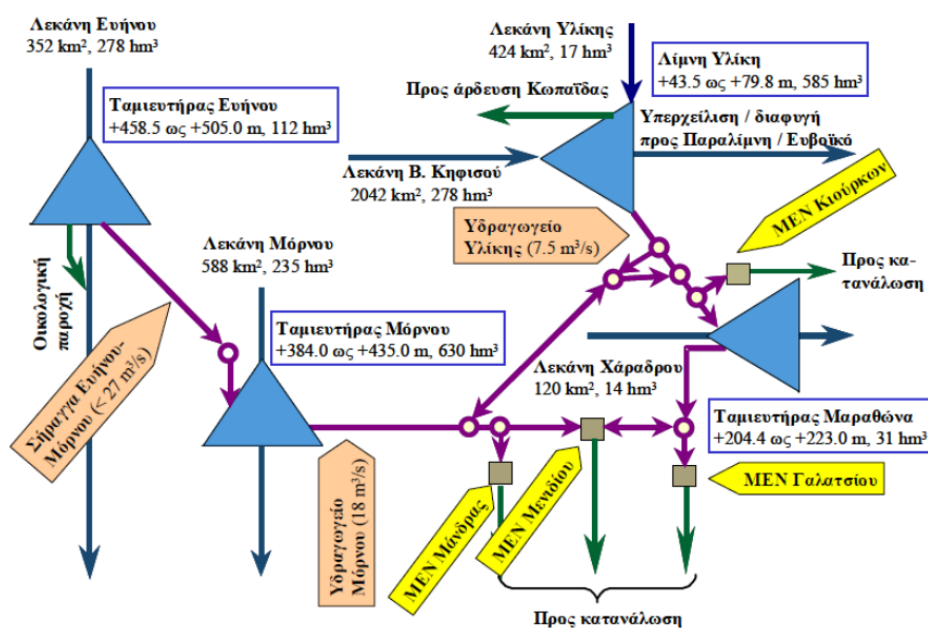 Λεκάνη Ευήνου
352 km², 278 hm³
Ταμιευτήρας Ευήνου
+458.5 ως +505.0 m, 112 hm³
Οικολογική
παροχή
Σήραγγα Ευήνου-
Μόρνου (< 27 m³/s)
Λεκάνη Μόρνου
588 km², 235 hm³
Ταμιευτήρας Μόρνου
+384.0 ως +435.0 m, 630 hm³
Υδραγωγείο
Μόρνου (18 m³/s)
Λεκάνη Υλίκης
424 km², 17 hm³
Λίμνη Υλίκη
+43.5 ως +79.8 m, 585 hm³
Προς άρδευση Κωπαΐδας
Υπερχείλιση / διαφυγή
προς Παραλίμνη / Ευβοϊκό
Λεκάνη Β. Κηφισού
2042 km², 278 hm³
Υδραγωγείο
Υλίκης (7.5 m³/s)
ΜΕΝ Κιούρκων
Προς κα-
τανάλωση
Λεκάνη Χάραδρου
120 km², 14 hm³
Ταμιευτήρας Μαραθώνα
+204.4 ως +223.0 m, 31 hm³
ΜΕΝ Γαλατσίου
ΜΕΝ Μάνδρας
ΜΕΝ Μενιδίου
Προς κατανάλωση